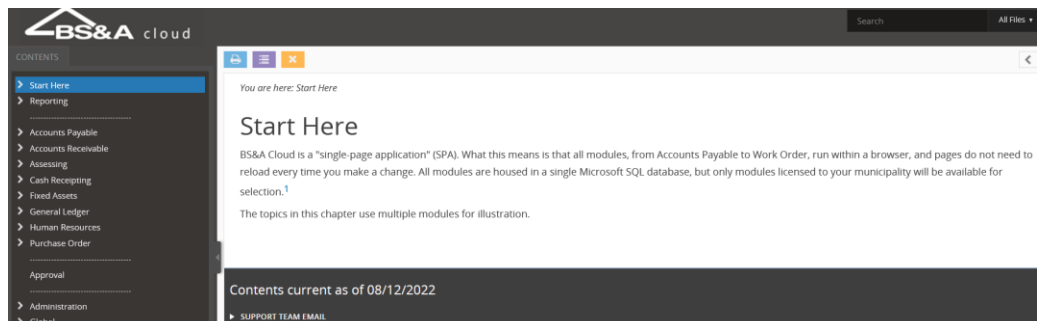 BS&A cloud
Search
All Files
CONTENTS
Start Here
Reporting
Accounts Payable
Accounts Receivable
Assessing
Cash Receipting
Fixed Assets
General Ledger
Human Resources
Purchase Order
Approval
Administration
Global
You are here: Start Here
Start Here
BS&A Cloud is a "single-page application" (SPA). What this means is that all modules, from Accounts Payable to Work Order, run within a browser, and pages do not need to
reload every time you make a change. All modules are housed in a single Microsoft SQL database, but only modules licensed to your municipality will be available for
selection.1
The topics in this chapter use multiple modules for illustration.
Contents current as of 08/12/2022
SUPPORT TEAM EMAIL